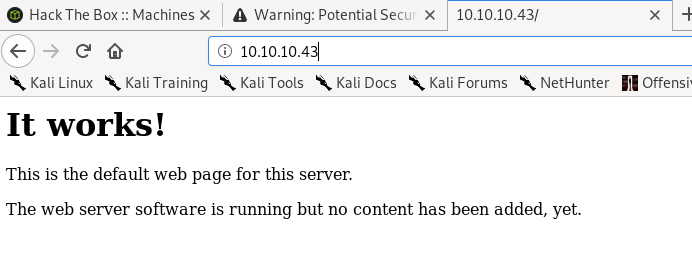 Hack The Box :: Machines
Warning: Potential Secur
10.10.10.43/
10.10.10.43
Kali Linux
Kali Training
Kali Tools
Kali Docs
Kali Forums
NetHunter
Offensiv
It works!
This is the default web page for this server.
The web server software is running but no content has been added, yet.